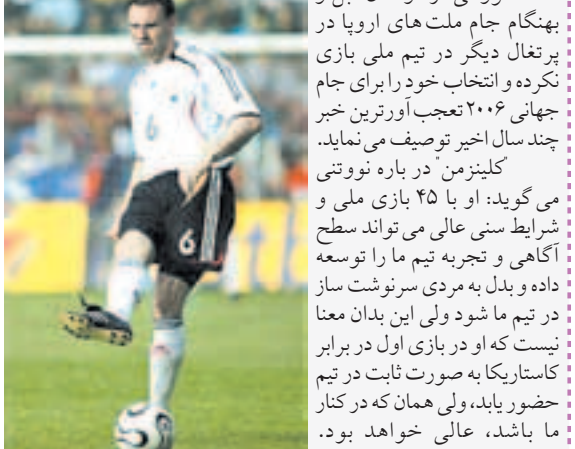 بهنگام جام ملت های اروپا در
پرتغال دیگر در تیم ملی بازی
نکرده و انتخاب خود را برای جام
جهانی ۲۰۰۶ تعجب آورترین خبر
چند سال اخیر توصیف می نماید.
"کلینزمن" در باره نووتنی
می گوید: او با ۴۵ بازی ملی و
شرایط سنی عالی می تواند سطح
آگاهی و تجربه تیم ما را توسعه
داده و بدل به مردی سرنوشت ساز
در تیم ما شود ولی این بدان معنا
نیست که او در بازی اول در برابر
کاستاریکا به صورت ثابت در تیم
حضور یابد، ولی همان که در کنار
ما باشد، عالی خواهد بود.
6
6